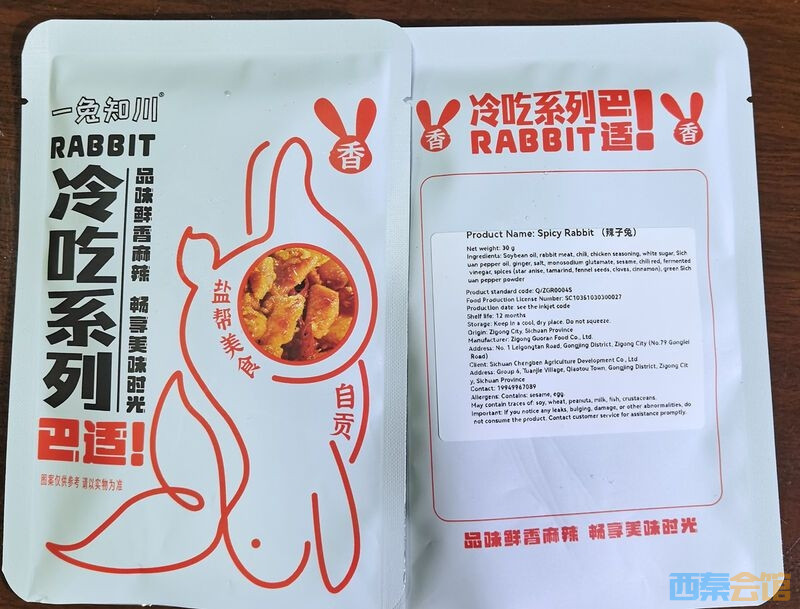 一兔知川®
RABBIT
冷吃系列
品味鲜香麻辣 畅享美味时光
巴适!
图案仅供参考 请以实物为准
香
盐帮美食
自贡
香
冷吃系列巴适!
RABBIT
香
Product Name: Spicy Rabbit （辣子兔）
Net weight: 30 g
Ingredients: Soybean oil, rabbit meat, chili, chicken seasoning, white sugar, Sich
uan pepper oil, ginger, salt, monosodium glutamate, sesame, chili red, fermented
vinegar, spices (star anise, tamarind, fennel seeds, cloves, cinnamon), green Sich
uan pepper powder
Product standard code: Q/ZGR0004S
Food Production License Number: SC10351030300027
Production date: see the inkjet code
Shelf life: 12 months
Storage: Keep in a cool, dry place. Do not squeeze.
Origin: Zigong City, Sichuan Province
Manufacturer: Zigong Guoran Food Co., Ltd
Address: No. 1 Leigongtan Road, Gongjing District, Zigong City (No.79 Gonglei
Road)
Client: Sichuan Chengben Agriculture Development Co., Ltd
Address: Group 6, Tuanjie Village, Qiaotou Town, Gongjing District, Zigong Cit
y, Sichuan Province
Contact: 19949967089
Allergens: Contains: sesame, egg.
May contain traces of: soy, wheat, peanuts, milk, fish, crustaceans.
Important: If you notice any leaks, bulging, damage, or other abnormalities, do
not consume the product. Contact customer service for assistance promptly.
品味鲜香麻辣 畅享美味时光
西秦会馆